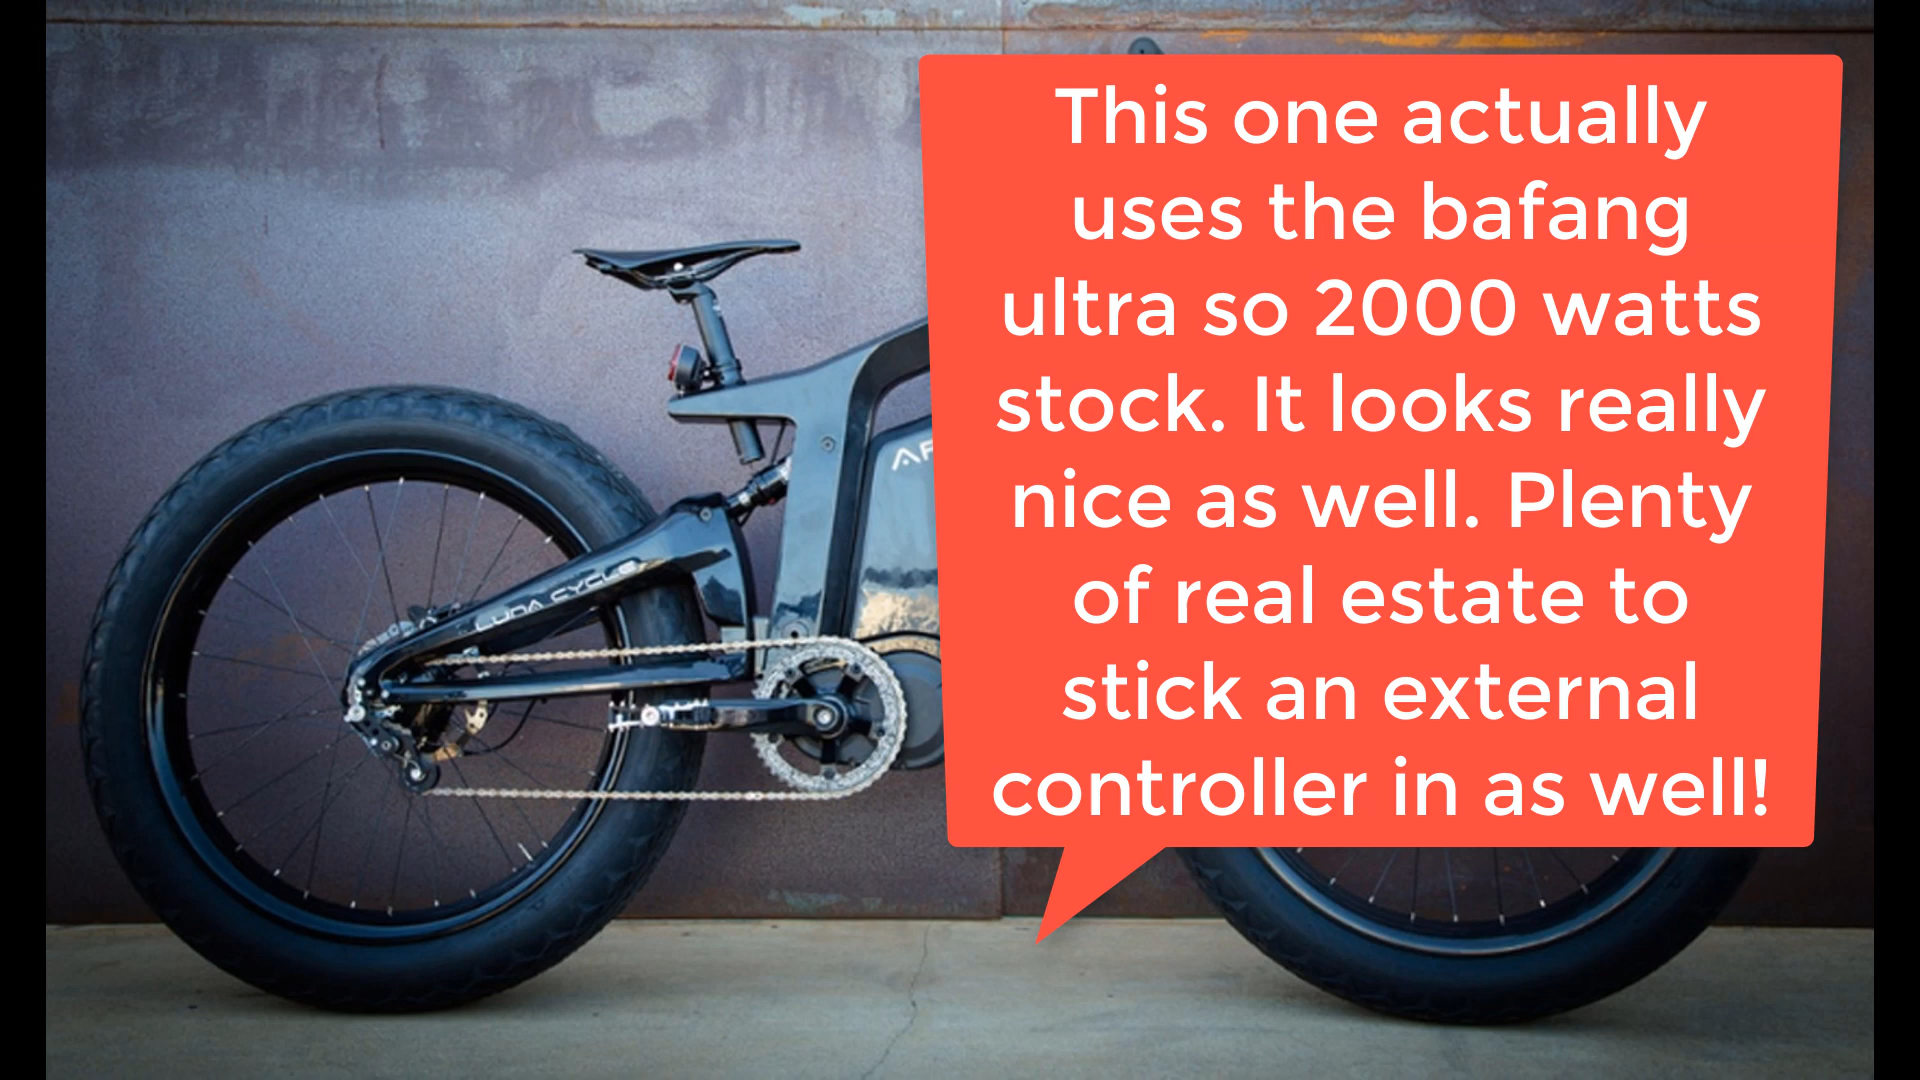 This one actually
uses the bafang
ultra so 2000 watts
stock. It looks really
nice as well. Plenty
of real estate to
stick an external
controller in as well!
LUNA CYCLE